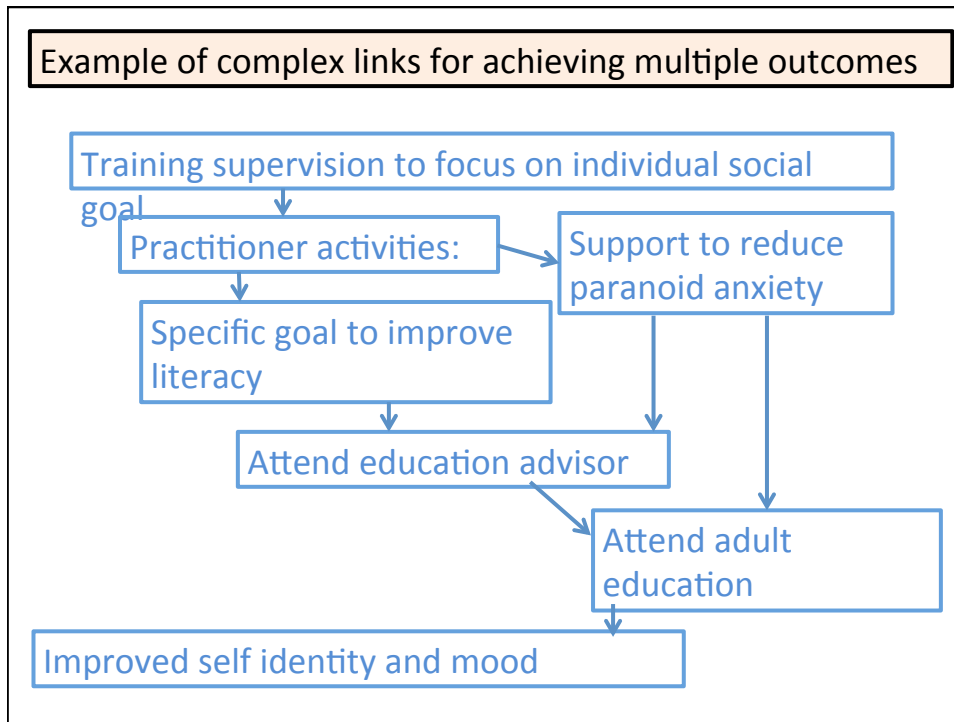 Example of complex links for achieving multiple outcomes
Training supervision to focus on individual social
goal
Practitioner activities:
Support to reduce
paranoid anxiety
Specific goal to improve
literacy
Attend education advisor
Attend adult
education
Improved self identity and mood